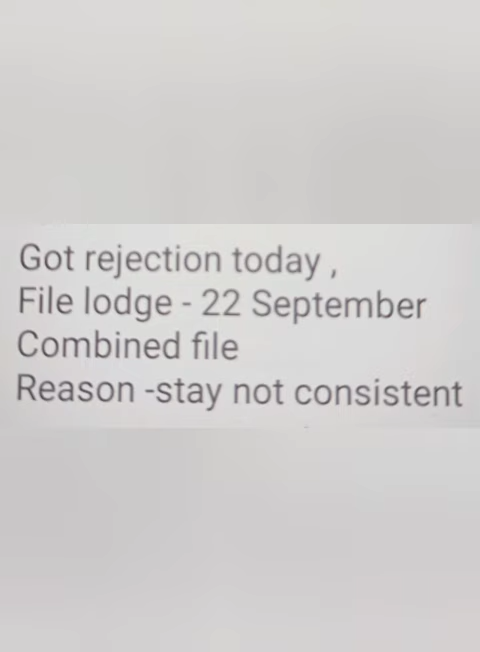 Got rejection today ,
File lodge - 22 September
Combined file
Reason -stay not consistent